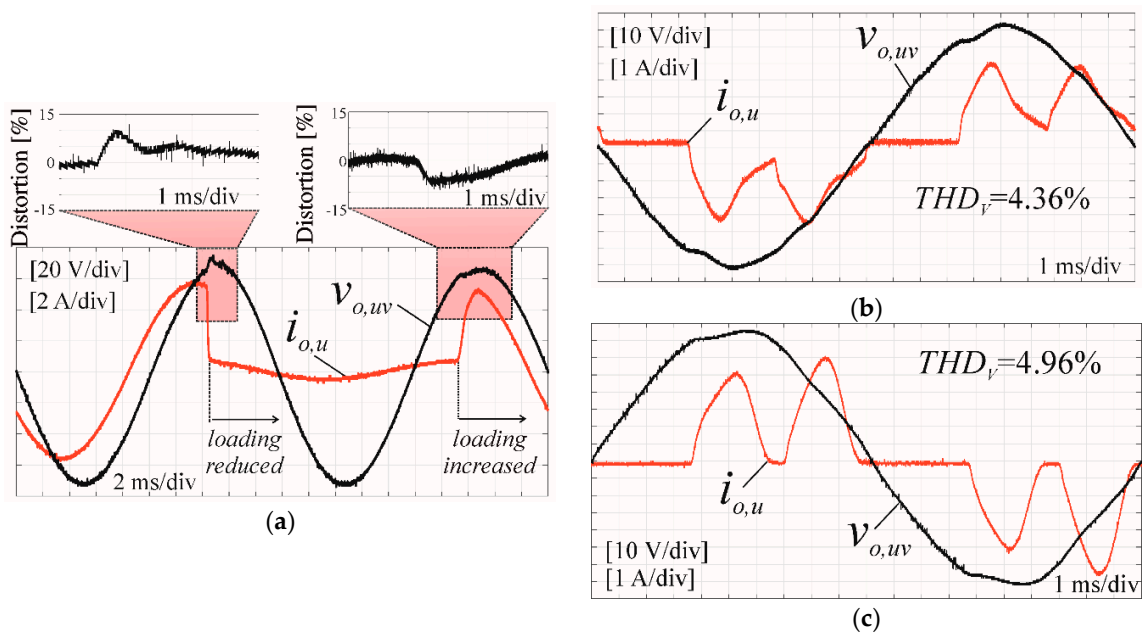 Distortion [%]
15
0
-15
1 ms/div
Distortion [%]
15
0
-15
1 ms/div
[20 V/div]
[2 A/div]
v_{o,uv}
i_{o,u}
loading
reduced
loading
increased
2 ms/div
(a)
[10 V/div]
[1 A/div]
v_{o,uv}
i_{o,u}
THD_V=4.36%
1 ms/div
(b)
THD_V=4.96%
i_{o,u}
v_{o,uv}
[10 V/div]
[1 A/div]
1 ms/div
(c)